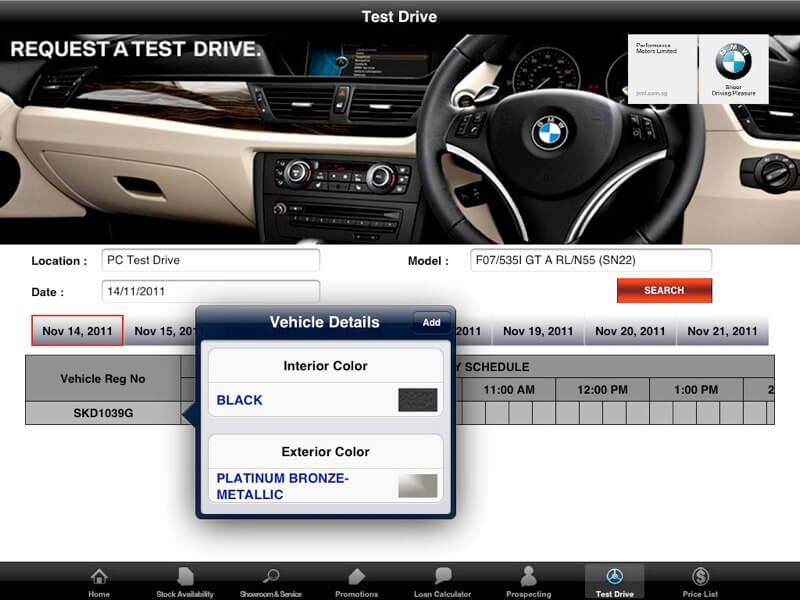 Test Drive
REQUEST A TEST DRIVE.
Performance
Motors Limited
pml.com.sg
BMW
Sheer
Driving Pleasure
BMW
Location :
PC Test Drive
Model :
F07/535I GT A RL/N55 (SN22)
Date :
14/11/2011
SEARCH
Nov 14, 2011
Nov 15, 20
2011
Nov 19, 2011
Nov 20, 2011
Nov 21, 2011
Vehicle Details
Add
Interior Color
BLACK
Exterior Color
PLATINUM BRONZE-
METALLIC
Vehicle Reg No
Y SCHEDULE
11:00 AM
12:00 PM
1:00 PM
2
SKD1039G
Home
Stock Availability
Showroom & Service
Promotions
Loan Calculator
Prospecting
Test Drive
Price List